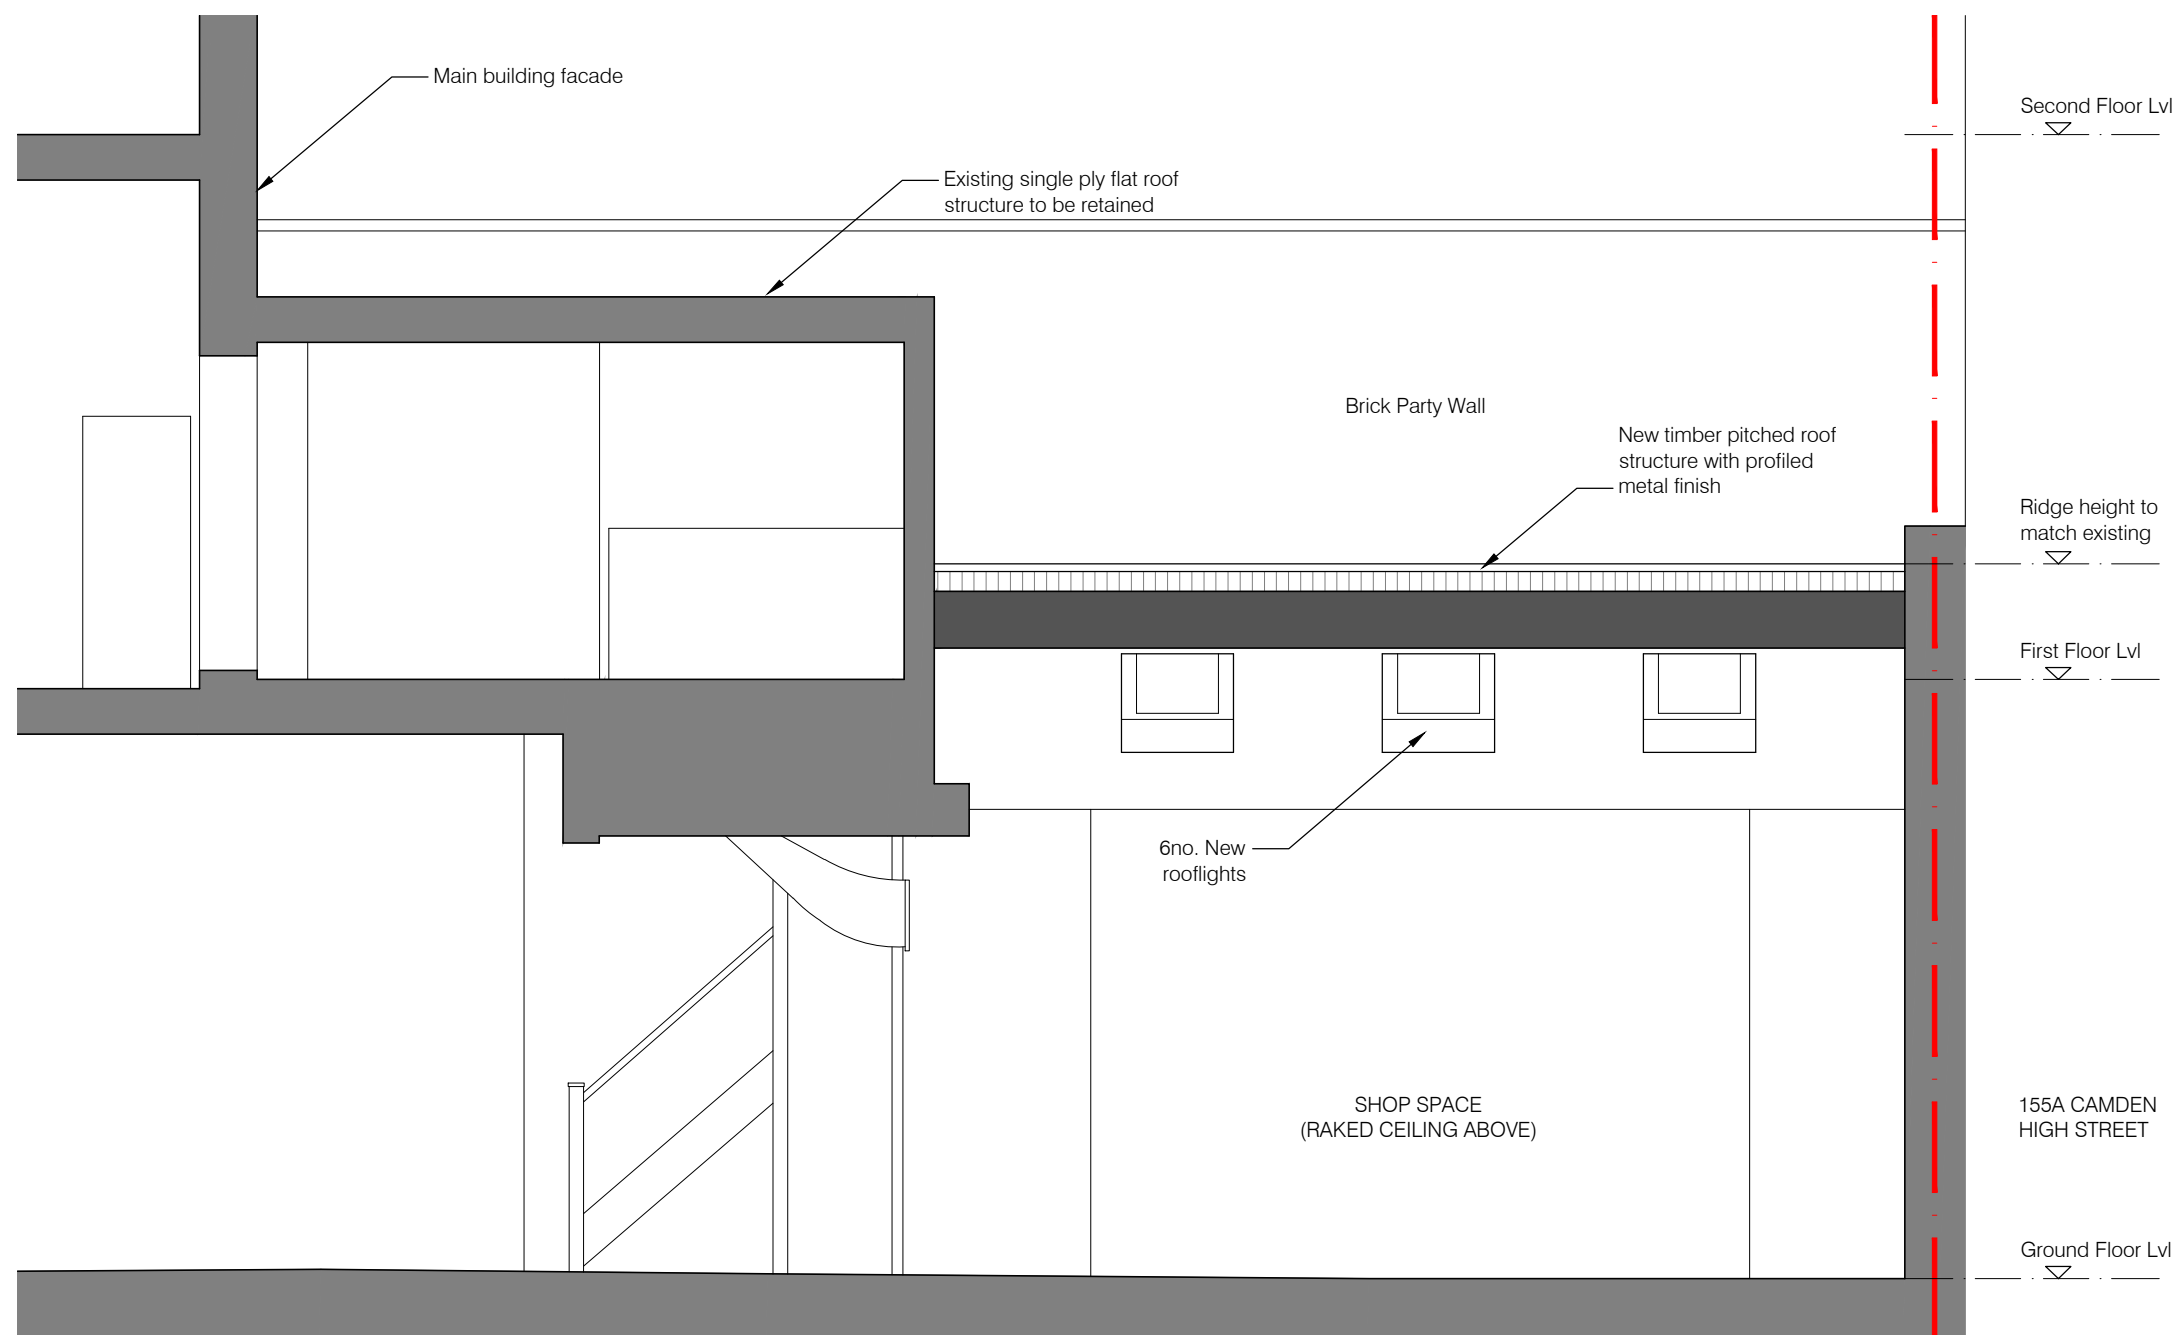 Main building facade
Second Floor Lvl
Existing single ply flat roof
structure to be retained
Brick Party Wall
New timber pitched roof
structure with profiled
metal finish
Ridge height to
match existing
First Floor Lvl
6no. New
rooflights
SHOP SPACE
(RAKED CEILING ABOVE)
155A CAMDEN
HIGH STREET
Ground Floor Lvl